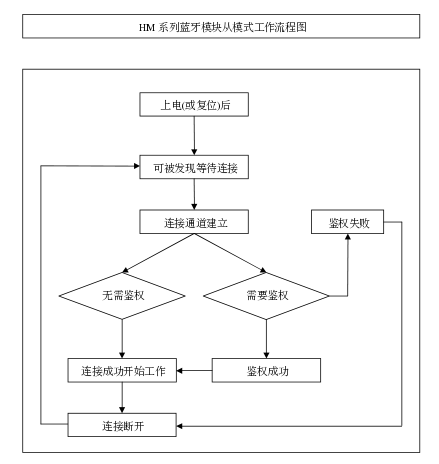 HM 系列蓝牙模块从模式工作流程图
上电(或复位)后
可被发现等待连接
连接通道建立
鉴权失败
无需鉴权
需要鉴权
连接成功开始工作
鉴权成功
连接断开